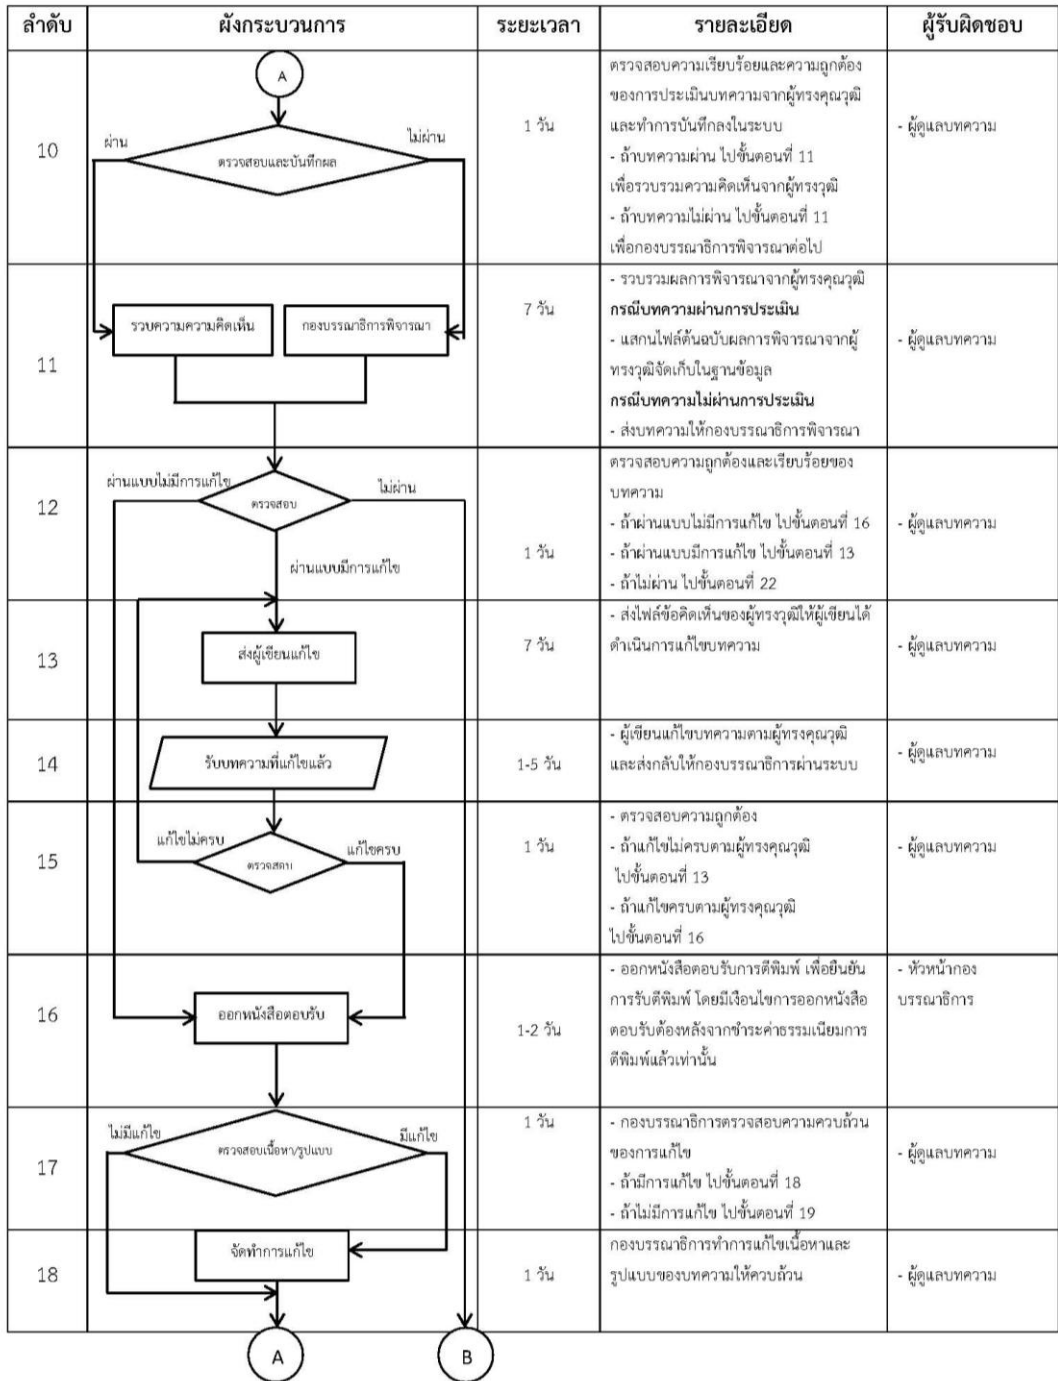 ลำดับ ผังกระบวนการ ระยะเวลา รายละเอียด ผู้รับผิดชอบ
A
10
ผ่าน
ไม่ผ่าน
ตรวจสอบและบันทึกผล
1 วัน
ตรวจสอบความเรียบร้อยและความถูกต้อง
ของการประเมินบทความจากผู้ทรงคุณวุฒิ
และทำการบันทึกลงในระบบ
- ถ้าบทความผ่าน ไปขั้นตอนที่ 11
เพื่อรวบรวมความคิดเห็นจากผู้ทรงวุฒิ
- ถ้าบทความไม่ผ่าน ไปขั้นตอนที่ 11
เพื่อกองบรรณาธิการพิจารณาต่อไป
- ผู้ดูแลบทความ
11
รวบความความคิดเห็น
กองบรรณาธิการพิจารณา
7 วัน
- รวบรวมผลการพิจารณาจากผู้ทรงคุณวุฒิ
กรณีบทความผ่านการประเมิน
- แสกนไฟล์ต้นฉบับผลการพิจารณาจากผู้
ทรงวุฒิจัดเก็บในฐานข้อมูล
กรณีบทความไม่ผ่านการประเมิน
- ส่งบทความให้กองบรรณาธิการพิจารณา
- ผู้ดูแลบทความ
12
ผ่านแบบไม่มีการแก้ไข
ไม่ผ่าน
ตรวจสอบ
ผ่านแบบมีการแก้ไข
1 วัน
ตรวจสอบความถูกต้องและเรียบร้อยของ
บทความ
- ถ้าผ่านแบบไม่มีการแก้ไข ไปขั้นตอนที่ 16
- ถ้าผ่านแบบมีการแก้ไข ไปขั้นตอนที่ 13
- ถ้าไม่ผ่าน ไปขั้นตอนที่ 22
- ผู้ดูแลบทความ
13
ส่งผู้เขียนแก้ไข
7 วัน
- ส่งไฟล์ข้อคิดเห็นของผู้ทรงวุฒิให้ผู้เขียนได้
ดำเนินการแก้ไขบทความ
- ผู้ดูแลบทความ
14
รับบทความที่แก้ไขแล้ว
1-5 วัน
- ผู้เขียนแก้ไขบทความตามผู้ทรงคุณวุฒิ
และส่งกลับให้กองบรรณาธิการผ่านระบบ
- ผู้ดูแลบทความ
15
แก้ไขไม่ครบ
แก้ไขครบ
ตรวจสอบ
1 วัน
- ตรวจสอบความถูกต้อง
- ถ้าแก้ไขไม่ครบตามผู้ทรงคุณวุฒิ
ไปขั้นตอนที่ 13
- ถ้าแก้ไขครบตามผู้ทรงคุณวุฒิ
ไปขั้นตอนที่ 16
- ผู้ดูแลบทความ
16
ออกหนังสือตอบรับ
1-2 วัน
- ออกหนังสือตอบรับการตีพิมพ์ เพื่อยืนยัน
การรับตีพิมพ์ โดยมีเงื่อนไขการออกหนังสือ
ตอบรับต้องหลังจากชำระค่าธรรมเนียมการ
ตีพิมพ์แล้วเท่านั้น
- หัวหน้ากอง
บรรณาธิการ
17
ไม่มีแก้ไข
มีแก้ไข
ตรวจสอบเนื้อหา/รูปแบบ
1 วัน
- กองบรรณาธิการตรวจสอบความควบถ้วน
ของการแก้ไข
- ถ้ามีการแก้ไข ไปขั้นตอนที่ 18
- ถ้าไม่มีการแก้ไข ไปขั้นตอนที่ 19
- ผู้ดูแลบทความ
18
จัดทำการแก้ไข
1 วัน
กองบรรณาธิการทำการแก้ไขเนื้อหาและ
รูปแบบของบทความให้ควบถ้วน
- ผู้ดูแลบทความ
A
B